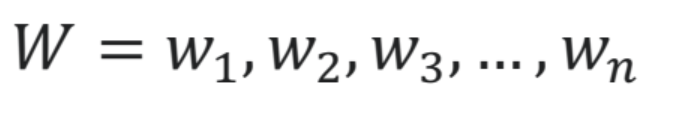 W = w₁, w₂, w₃, … , wₙ